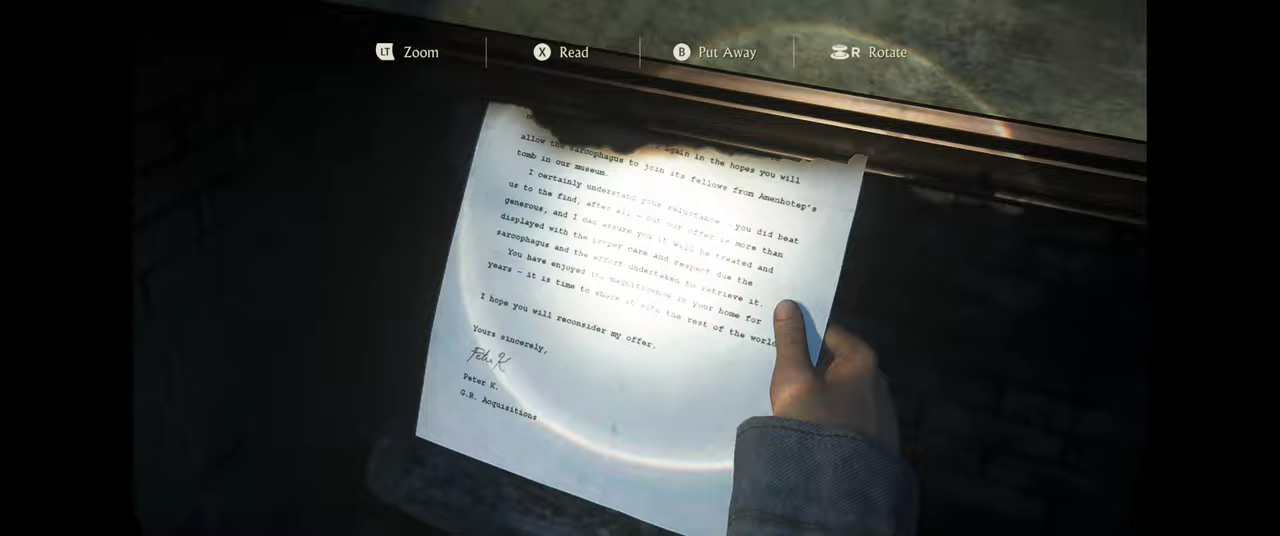 LT Zoom
X Read
B Put Away
R Rotate
again in the hopes you will
allow the sarcophagus to join its fellows from Amenhotep's
tomb in our museum.
I certainly understand your reluctance – you did beat
us to the find, after all – but our offer is more than
generous, and I can assure you it will be treated and
displayed with the proper care and respect due the
sarcophagus and the effort undertaken to retrieve it.
You have enjoyed its magnificence in your home for
years – it is time to share it with the rest of the world
I hope you will reconsider my offer.
Yours sincerely,
Peter K
Peter K.
G.R. Acquisitions